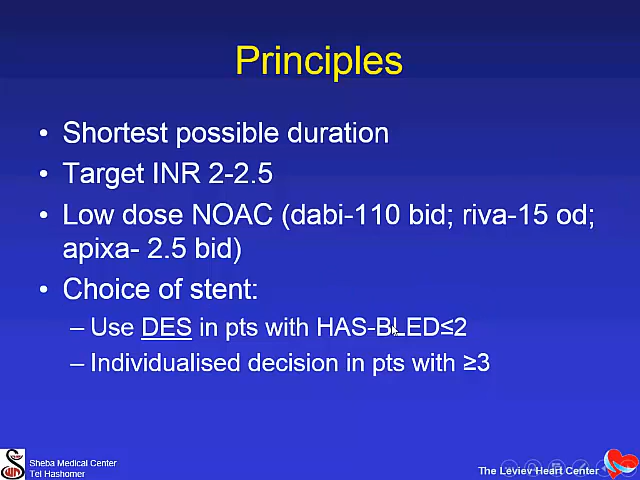 Principles
• Shortest possible duration
• Target INR 2-2.5
• Low dose NOAC (dabi-110 bid; riva-15 od;
apixa- 2.5 bid)
• Choice of stent:
– Use DES in pts with HAS-BLED≤2
– Individualised decision in pts with ≥3
Sheba Medical Center
Tel Hashomer
The Leviev Heart Center